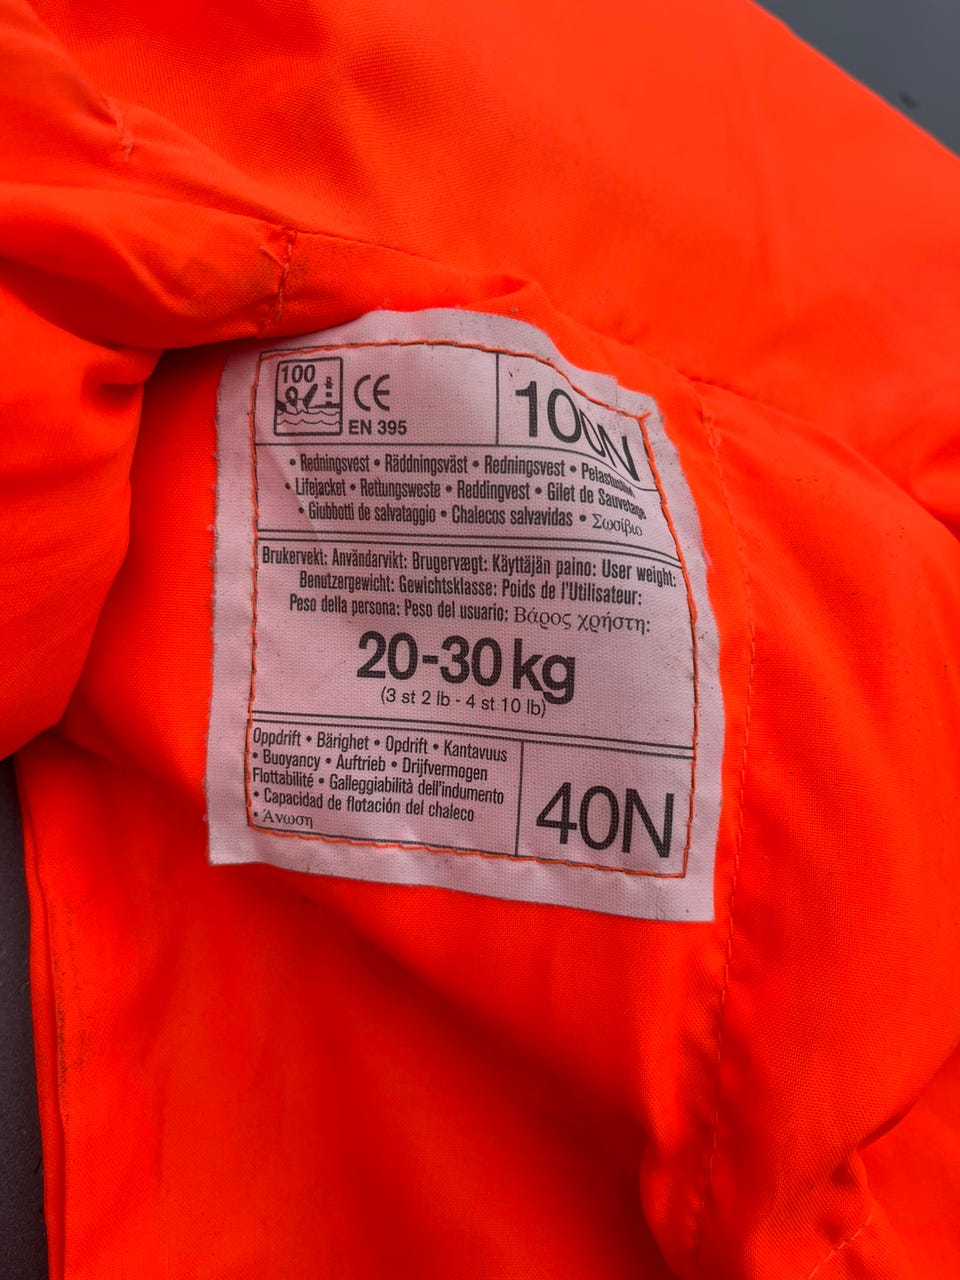 100
CE
EN 395
100N
• Redningsvest • Räddningsväst • Redningsvest • Pelastusliivi
• Lifejacket • Rettungsweste • Reddingvest • Gilet de Sauvetage
• Giubbotti de salvataggio • Chalecos salvavidas • Σωσίβιο
Brukervekt: Användarvikt: Brugervægt: Käyttäjän paino: User weight:
Benutzergewicht: Gewichtsklasse: Poids de l'Utilisateur:
Peso della persona: Peso del usuario: Βάρος χρήστη:
20-30 kg
(3 st 2 lb - 4 st 10 lb)
Oppdrift • Bärighet • Opdrift • Kantavuus
• Buoyancy • Auftrieb • Drijfvermogen
Flottabilité • Galleggiabilità dell'indumento
• Capacidad de flotación del chaleco
• Άνωση
40N